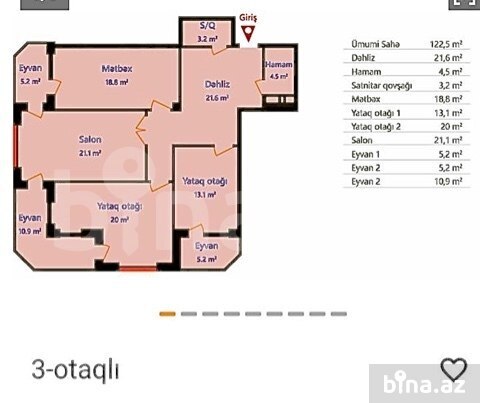 Giriş
S/Q
3.2 m²
Eyvan
5.2 m²
Mətbəx
18.8 m²
Dəhliz
21.6 m²
Hamam
4.5 m²
Salon
21.1 m²
Yataq otağı
13.1 m²
Yataq otağı
20 m²
Eyvan
10.9 m²
Eyvan
5.2 m²
Ümumi Sahə 122,5 m²
Dəhliz 21,6 m²
Hamam 4,5 m²
Sanitar qovşağı 3,2 m²
Mətbəx 18,8 m²
Yataq otağı 1 13,1 m²
Yataq otağı 2 20 m²
Salon 21,1 m²
Eyvan 1 5,2 m²
Eyvan 2 5,2 m²
Eyvan 2 10,9 m²
bina.az
3-otaqlı
bina.az